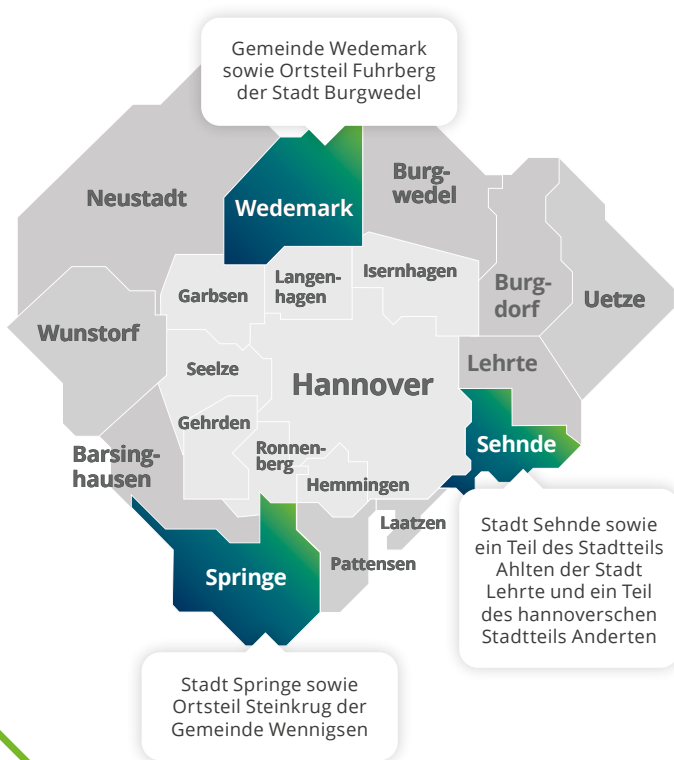 Gemeinde Wedemark
sowie Ortsteil Fuhrberg
der Stadt Burgwedel
Neustadt
Wedemark
Burg-
wedel
Garbsen
Langen-
hagen
Isernhagen
Burg-
dorf
Uetze
Wunstorf
Seelze
Hannover
Lehrte
Gehrden
Barsing-
hausen
Ronnen-
berg
Hemmingen
Sehnde
Laatzen
Pattensen
Springe
Stadt Sehnde sowie
ein Teil des Stadtteils
Ahlten der Stadt
Lehrte und ein Teil
des hannoverschen
Stadtteils Anderten
Stadt Springe sowie
Ortsteil Steinkrug der
Gemeinde Wennigsen